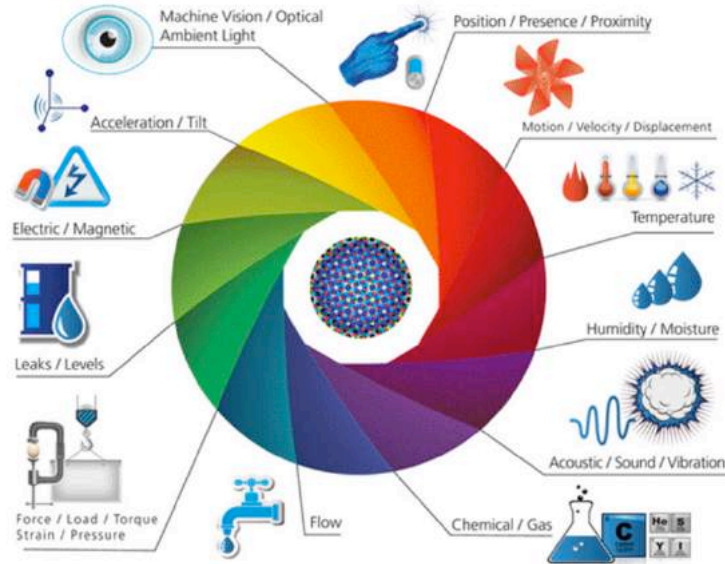 Machine Vision / Optical
Ambient Light
Position / Presence / Proximity
Acceleration / Tilt
Motion / Velocity / Displacement
Electric / Magnetic
Temperature
Leaks / Levels
Humidity / Moisture
Acoustic / Sound / Vibration
Force / Load / Torque
Strain / Pressure
Flow
Chemical / Gas
C
He S
Y I